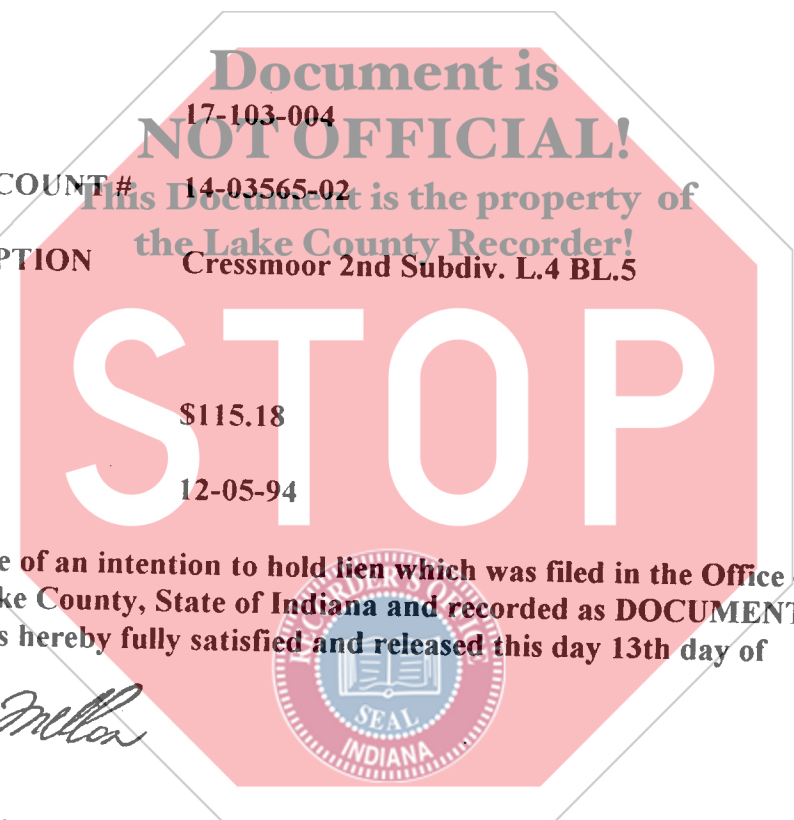 Document is
17-103-004
NOT OFFICIAL!
COUNT # 14-03565-02
This Document is the property of
the Lake County Recorder!
PTION Cressmoor 2nd Subdiv. L.4 BL.5
STOP
$115.18
12-05-94
e of an intention to hold lien which was filed in the Office
ke County, State of Indiana and recorded as DOCUMENT
s hereby fully satisfied and released this day 13th day of
RECORDER'S OFFICE
SEAL
INDIANA
Mellon